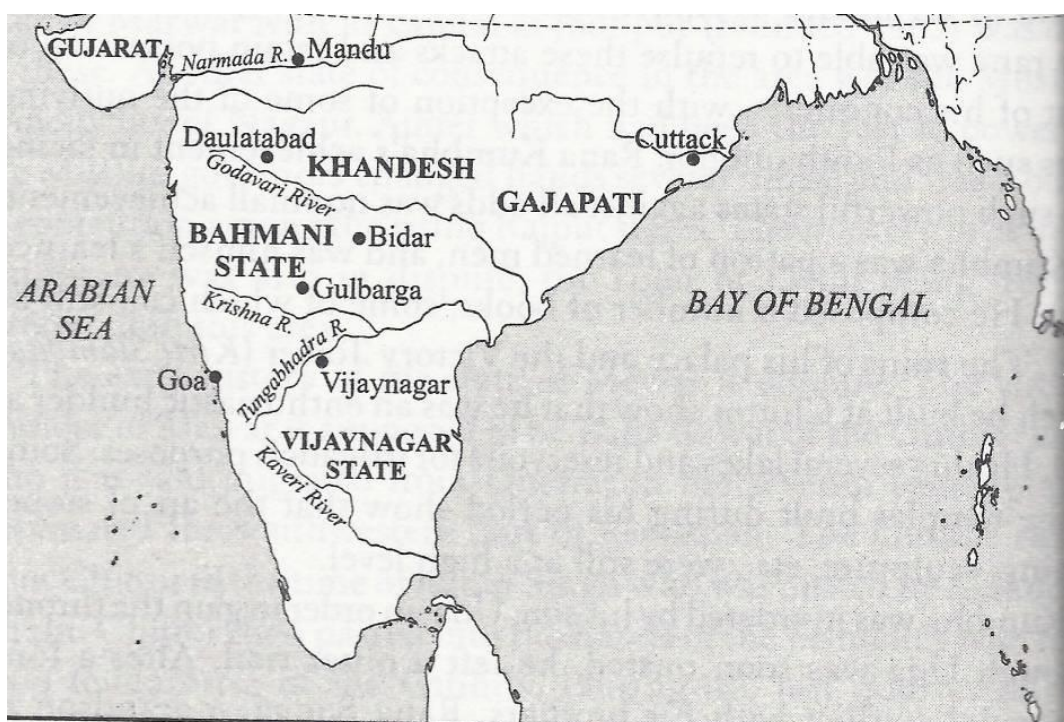 GUJARAT
Narmada R.
Mandu
Daulatabad
KHANDESH
Godavari River
Cuttack
GAJAPATI
BAHMANI
STATE
Bidar
Gulbarga
ARABIAN
SEA
Krishna R.
BAY OF BENGAL
Tungabhadra R.
Goa
Vijaynagar
VIJAYNAGAR
STATE
Kaveri River